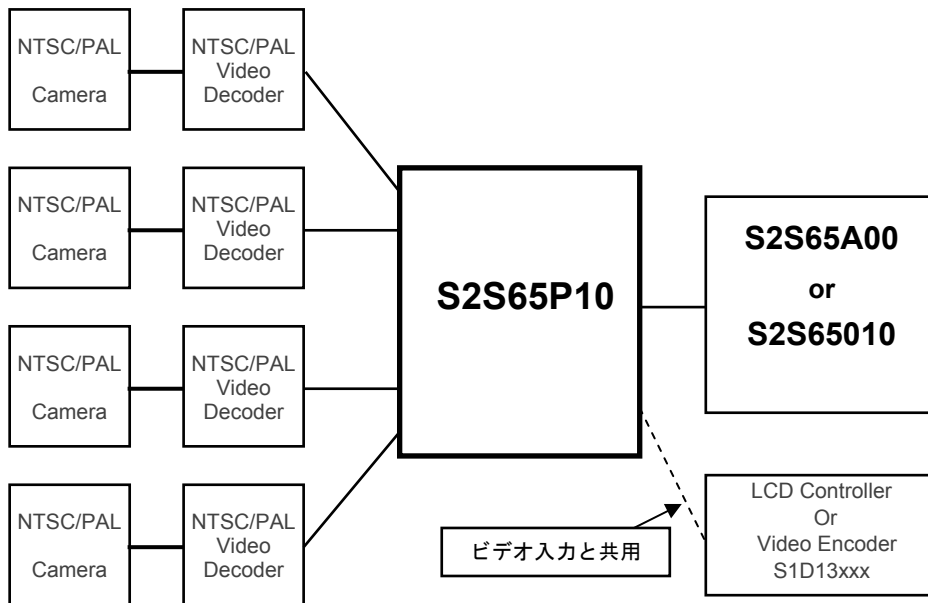 NTSC/PAL
Camera
NTSC/PAL
Video
Decoder
NTSC/PAL
Camera
NTSC/PAL
Video
Decoder
NTSC/PAL
Camera
NTSC/PAL
Video
Decoder
NTSC/PAL
Camera
NTSC/PAL
Video
Decoder
S2S65P10
S2S65A00
or
S2S65010
ビデオ入力と共用
LCD Controller
Or
Video Encoder
S1D13xxx